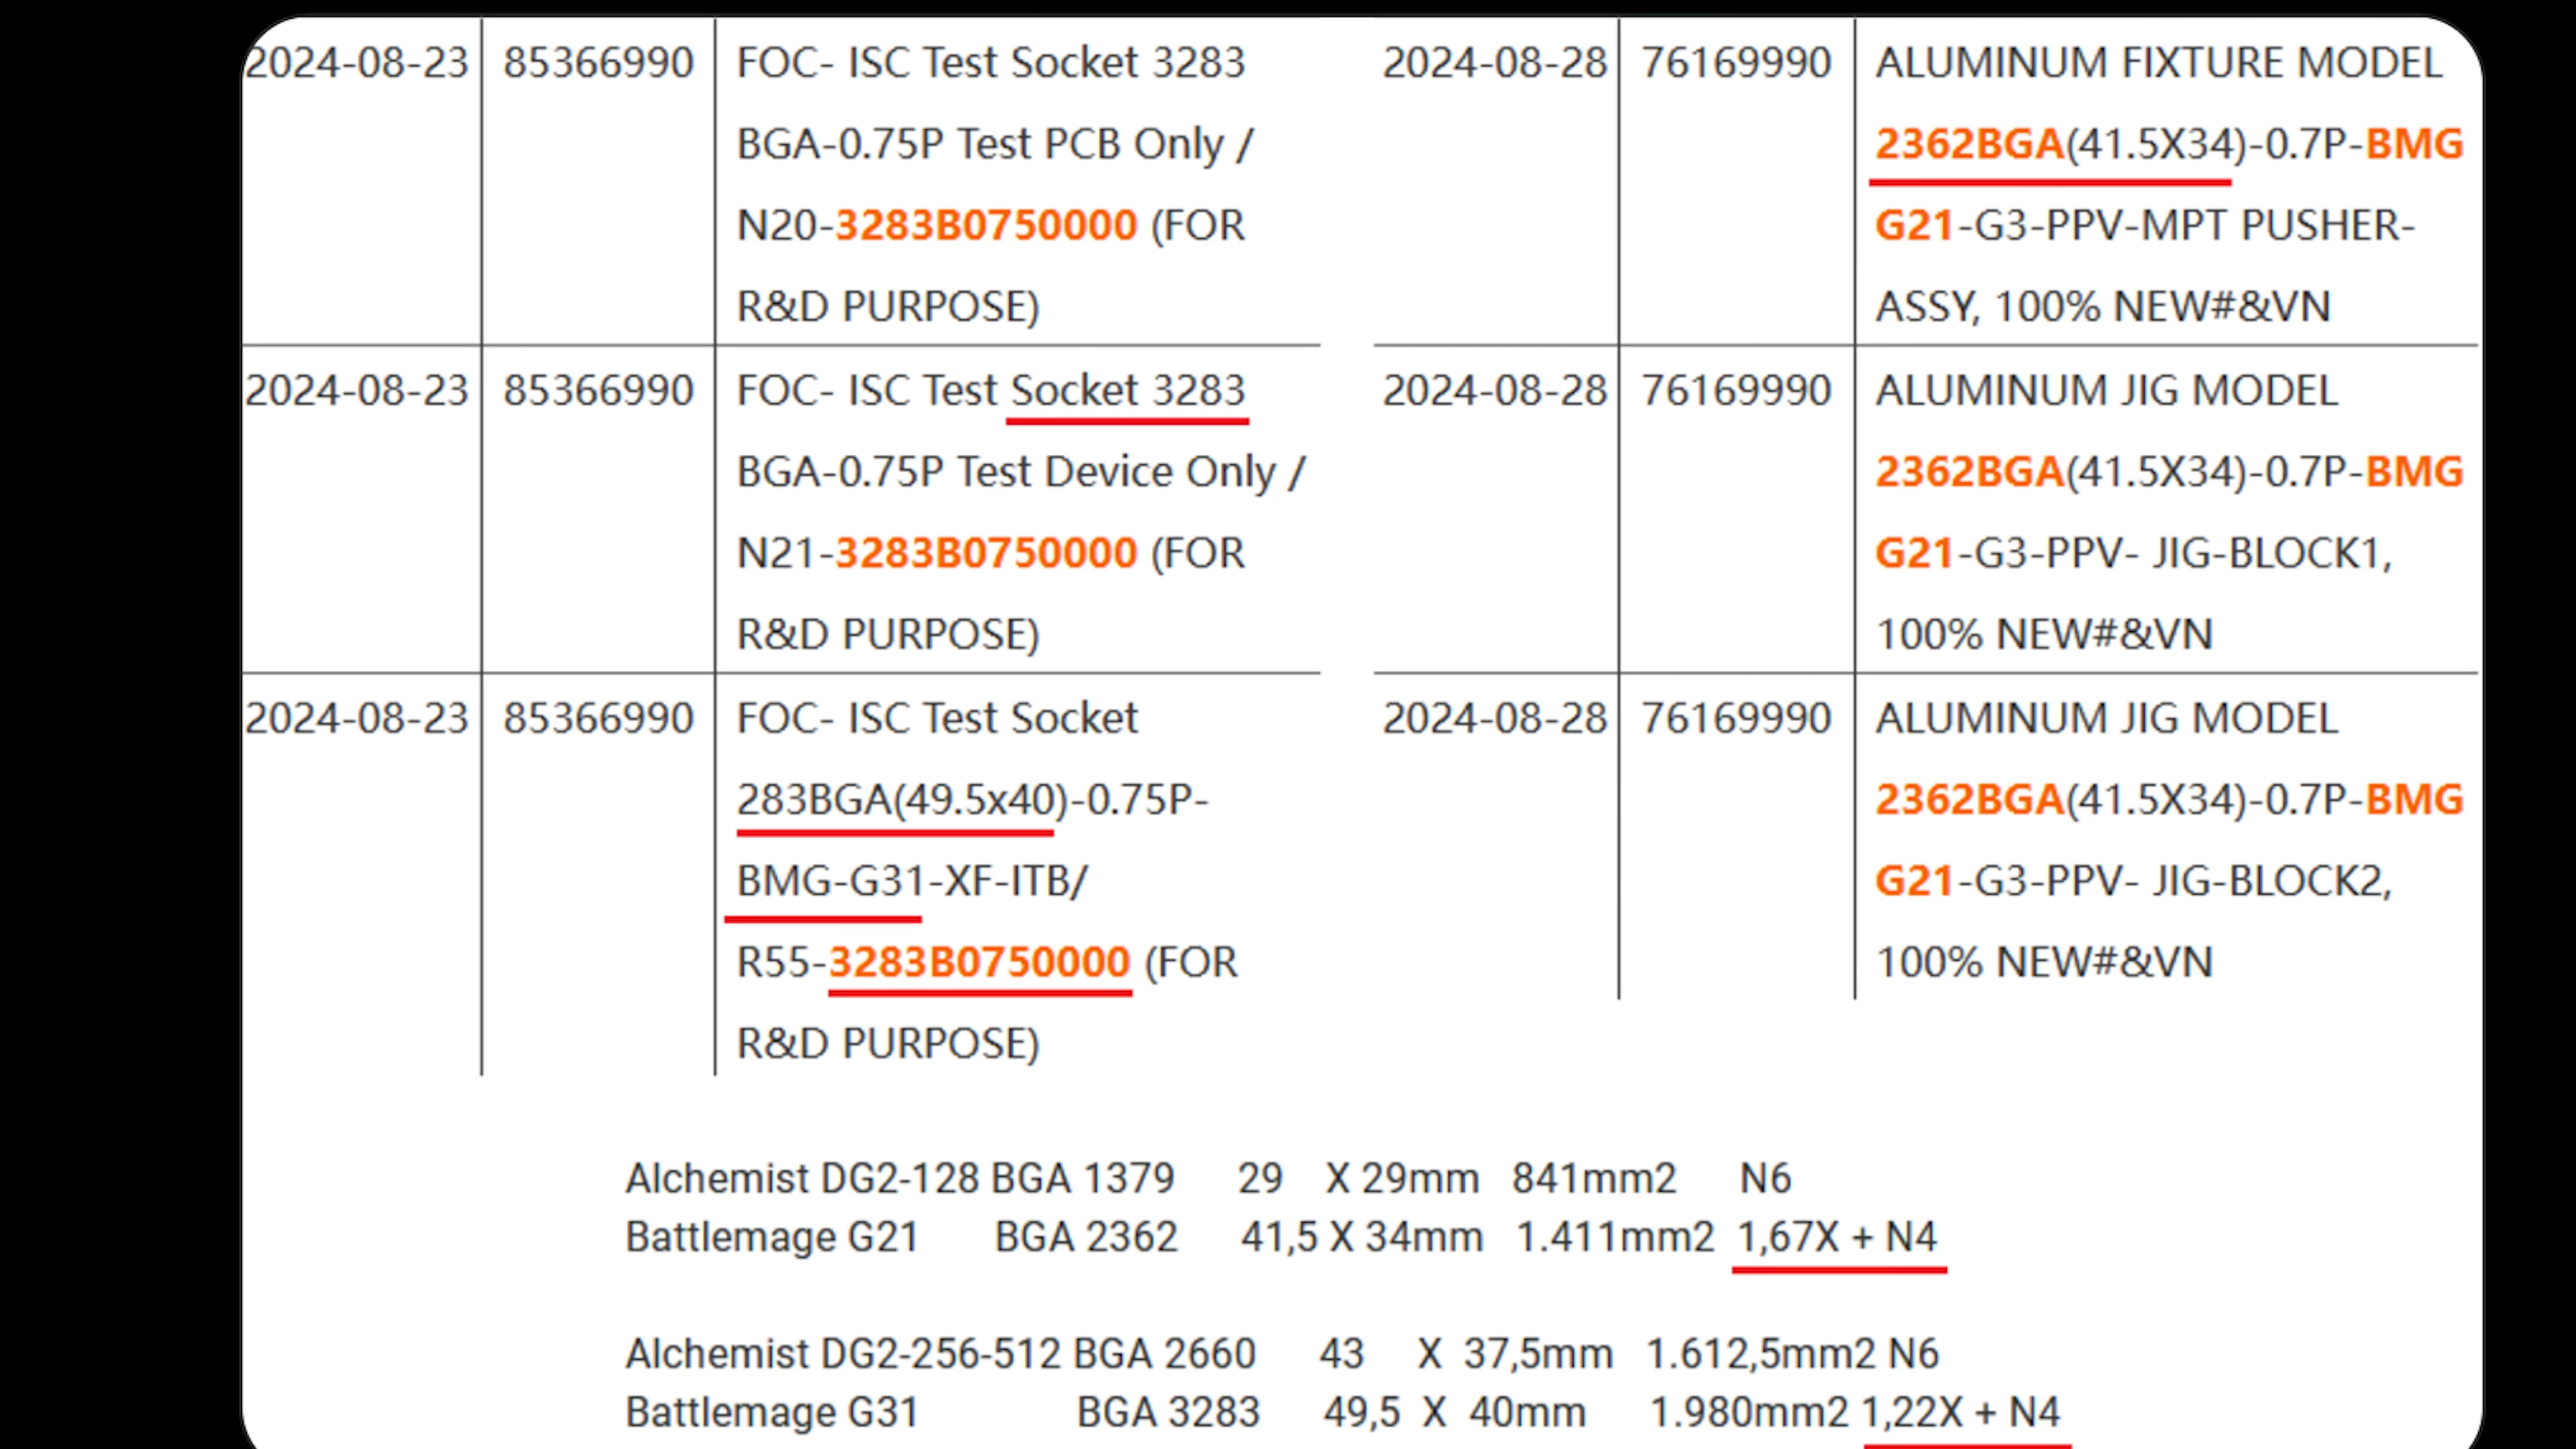 2024-08-23 85366990 FOC- ISC Test Socket 3283
BGA-0.75P Test PCB Only /
N20-3283B0750000 (FOR
R&D PURPOSE)
2024-08-23 85366990 FOC- ISC Test Socket 3283
BGA-0.75P Test Device Only /
N21-3283B0750000 (FOR
R&D PURPOSE)
2024-08-23 85366990 FOC- ISC Test Socket
283BGA(49.5x40)-0.75P-
BMG-G31-XF-ITB/
R55-3283B0750000 (FOR
R&D PURPOSE)
2024-08-28 76169990 ALUMINUM FIXTURE MODEL
2362BGA(41.5X34)-0.7P-BMG
G21-G3-PPV-MPT PUSHER-
ASSY, 100% NEW#&VN
2024-08-28 76169990 ALUMINUM JIG MODEL
2362BGA(41.5X34)-0.7P-BMG
G21-G3-PPV- JIG-BLOCK1,
100% NEW#&VN
2024-08-28 76169990 ALUMINUM JIG MODEL
2362BGA(41.5X34)-0.7P-BMG
G21-G3-PPV- JIG-BLOCK2,
100% NEW#&VN
Alchemist DG2-128 BGA 1379 29 X 29mm 841mm2 N6
Battlemage G21 BGA 2362 41,5 X 34mm 1.411mm2 1,67X + N4
Alchemist DG2-256-512 BGA 2660 43 X 37,5mm 1.612,5mm2 N6
Battlemage G31 BGA 3283 49,5 X 40mm 1.980mm2 1,22X + N4